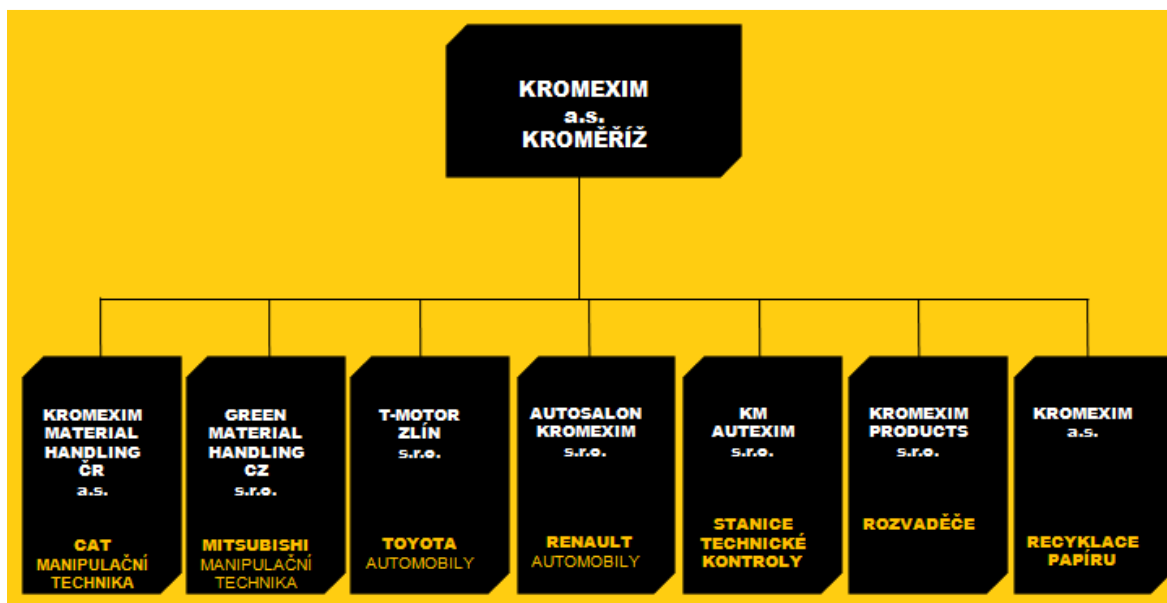 KROMEXIM
a.s.
KROMĚŘÍŽ
KROMEXIM
MATERIAL
HANDLING
ČR
a.s.
CAT
MANIPULAČNÍ
TECHNIKA
GREEN
MATERIAL
HANDLING
CZ
s.r.o.
MITSUBISHI
MANIPULAČNÍ
TECHNIKA
T-MOTOR
ZLÍN
s.r.o.
TOYOTA
AUTOMOBILY
AUTOSALON
KROMEXIM
s.r.o.
RENAULT
AUTOMOBILY
KM
AUTEXIM
s.r.o.
STANICE
TECHNICKÉ
KONTROLY
KROMEXIM
PRODUCTS
s.r.o.
ROZVADĚČE
KROMEXIM
a.s.
RECYKLACE
PAPÍRU